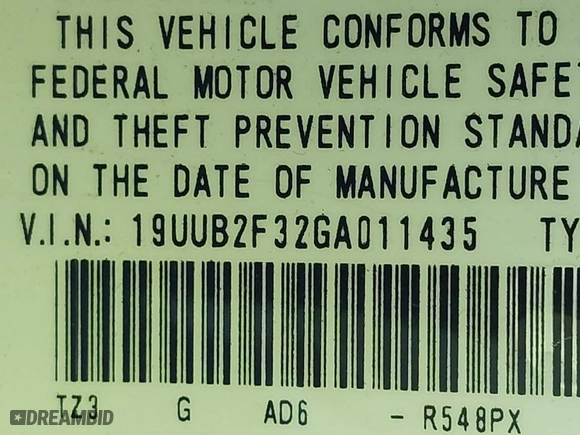 THIS VEHICLE CONFORMS TO
FEDERAL MOTOR VEHICLE SAFE
AND THEFT PREVENTION STANDA
ON THE DATE OF MANUFACTURE
V.I.N.: 19UUB2F32GA011435 TY
TZ3 G AD6 - R548PX
DREAMBID